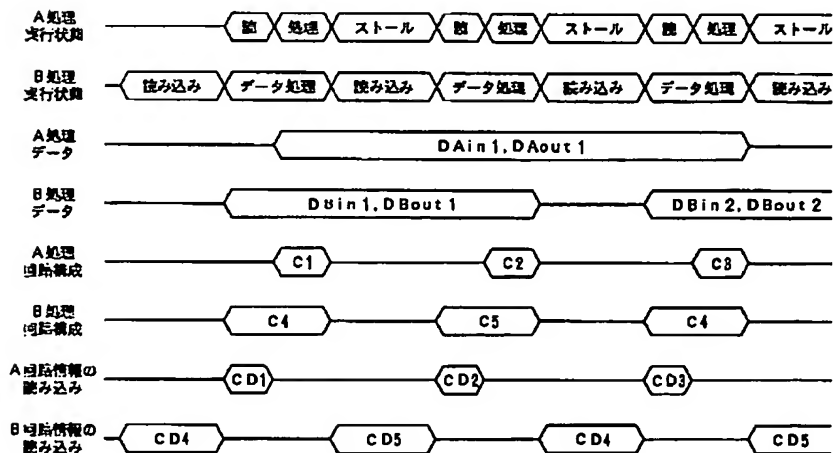 A処理
実行状態
読 処理 ストール 読 処理 ストール 読 処理 ストール
B処理
実行状態
読み込み データ処理 読み込み データ処理 読み込み データ処理 読み込み
A処理
データ
DAin1,DAout1
B処理
データ
DBin1,DBout1 DBin2,DBout2
A処理
回路構成
C1 C2 C3
B処理
回路構成
C4 C5 C4
A回路情報の
読み込み
CD1 CD2 CD3
B回路情報の
読み込み
CD4 CD5 CD4 CD5